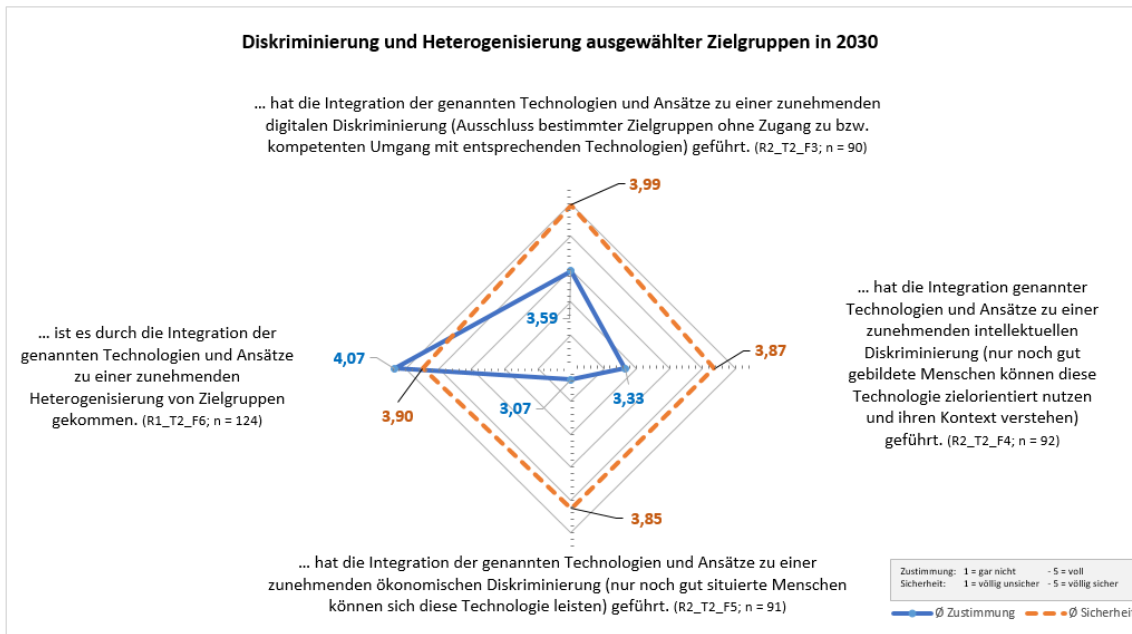 Diskriminierung und Heterogenisierung ausgewählter Zielgruppen in 2030
... hat die Integration der genannten Technologien und Ansätze zu einer zunehmenden
digitalen Diskriminierung (Ausschluss bestimmter Zielgruppen ohne Zugang zu bzw.
kompetenten Umgang mit entsprechenden Technologien) geführt. (R2_T2_F3; n = 90)
3,99
... hat die Integration genannter
Technologien und Ansätze zu einer
zunehmenden intellektuellen
Diskriminierung (nur noch gut
gebildete Menschen können diese
Technologie zielorientiert nutzen
und ihren Kontext verstehen)
geführt. (R2_T2_F4; n = 92)
... ist es durch die Integration der
genannten Technologien und Ansätze
zu einer zunehmenden
Heterogenisierung von Zielgruppen
gekommen. (R1_T2_F6; n = 124)
3,59
4,07
3,87
3,90
3,07
3,33
3,85
... hat die Integration der genannten Technologien und Ansätze zu einer
zunehmenden ökonomischen Diskriminierung (nur noch gut situierte Menschen
können sich diese Technologie leisten) geführt. (R2_T2_F5; n = 91)
Zustimmung: 1 = gar nicht - 5 = voll
Sicherheit: 1 = völlig unsicher - 5 = völlig sicher
Ø Zustimmung Ø Sicherheit